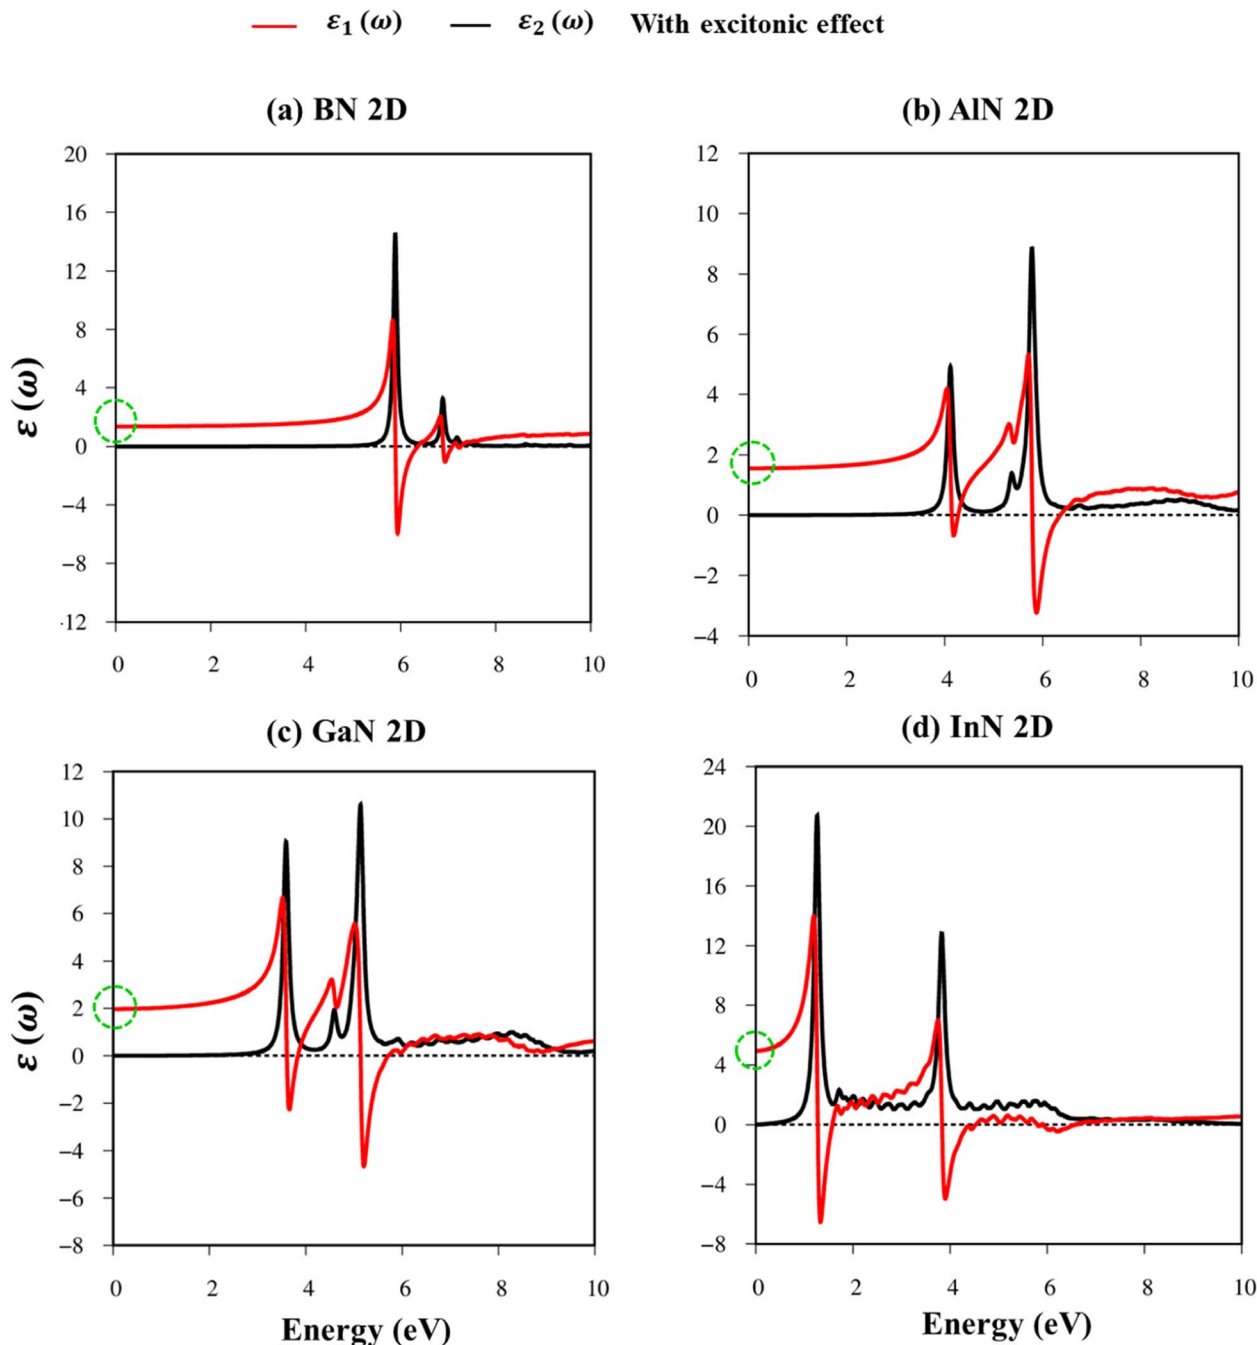 ε₁ (ω) ε₂ (ω) With excitonic effect
(a) BN 2D
20
16
12
8
4
0
−4
−8
·12
0 2 4 6 8 10
ε (ω)
(b) AlN 2D
12
10
8
6
4
2
0
−2
−4
0 2 4 6 8 10
(c) GaN 2D
12
10
8
6
4
2
0
−2
−4
−6
−8
0 2 4 6 8 10
ε (ω)
Energy (eV)
(d) InN 2D
24
20
16
12
8
4
0
−4
−8
0 2 4 6 8 10
Energy (eV)